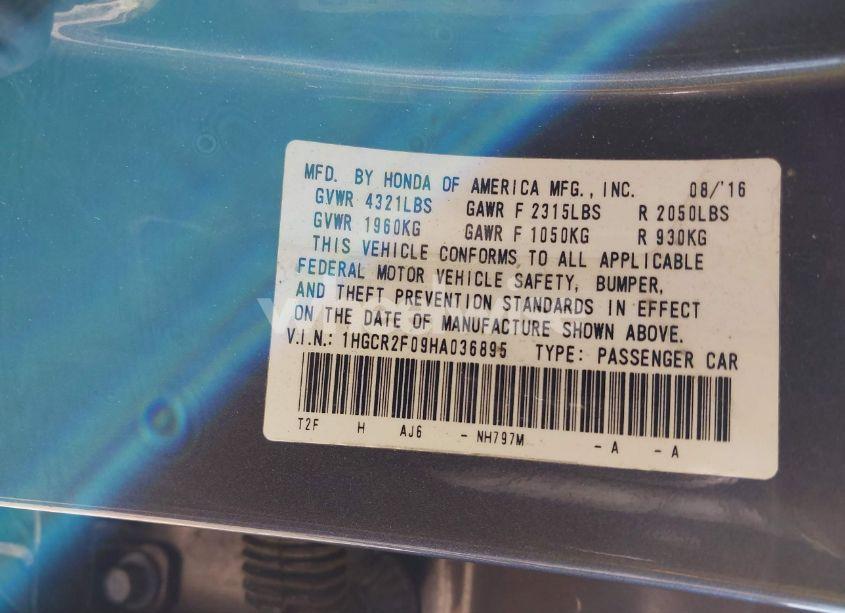 MFD. BY HONDA OF AMERICA MFG., INC. 08/'16
GVWR 4321LBS GAWR F 2315LBS R 2050LBS
GVWR 1960KG GAWR F 1050KG R 930KG
THIS VEHICLE CONFORMS TO ALL APPLICABLE
FEDERAL MOTOR VEHICLE SAFETY, BUMPER,
AND THEFT PREVENTION STANDARDS IN EFFECT
ON THE DATE OF MANUFACTURE SHOWN ABOVE.
V.I.N.: 1HGCR2F09HA036895 TYPE: PASSENGER CAR
T2F H AJ6 - NH797M - A - A